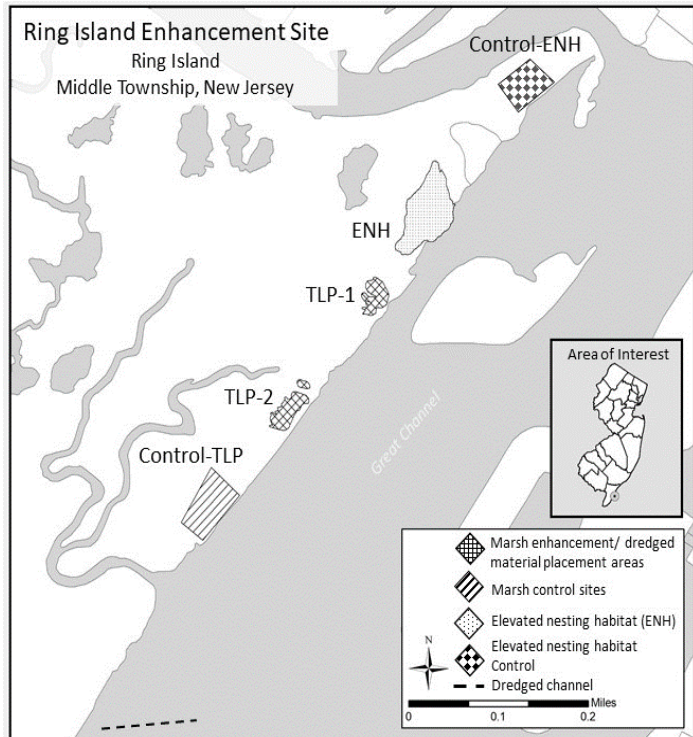 Ring Island Enhancement Site
Ring Island
Middle Township, New Jersey
Control-ENH
ENH
TLP-1
TLP-2
Control-TLP
Great Channel
Area of Interest
Marsh enhancement/ dredged
material placement areas
Marsh control sites
Elevated nesting habitat (ENH)
Elevated nesting habitat
Control
Dredged channel
N
Miles
0 0.1 0.2